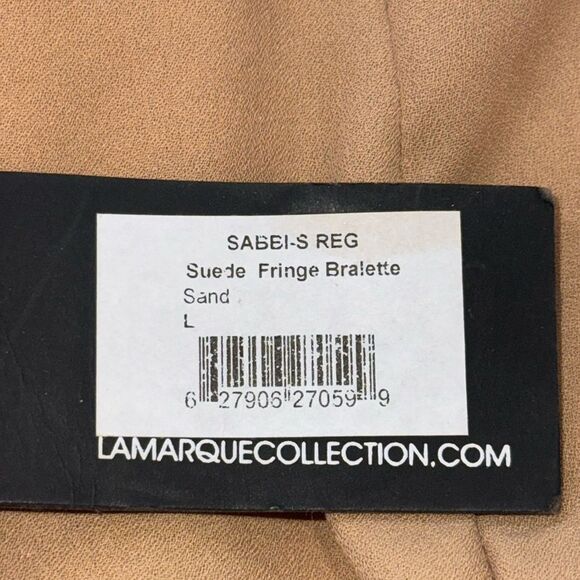 SABBI-S REG
Suede Fringe Bralette
Sand
L
6 27906 27059 9
LAMARQUECOLLECTION.COM